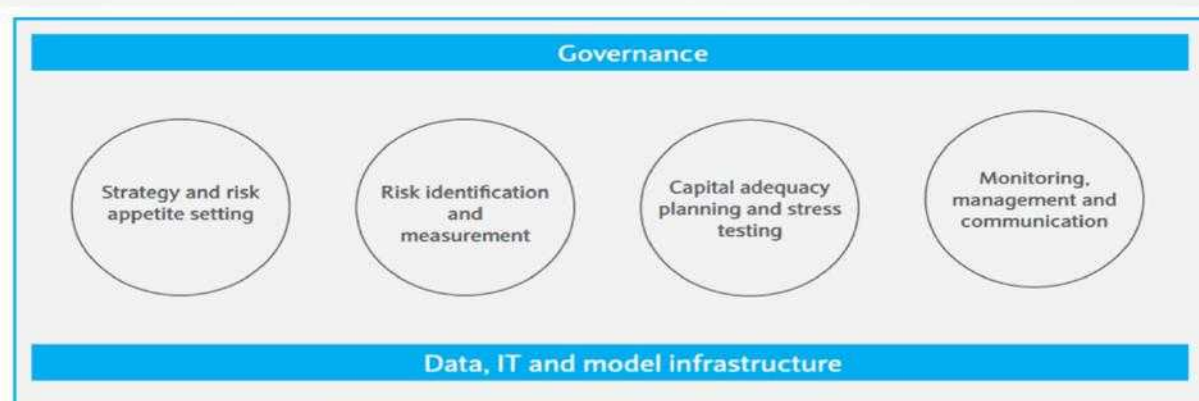 Governance
Strategy and risk
appetite setting
Risk identification
and
measurement
Capital adequacy
planning and stress
testing
Monitoring,
management and
communication
Data, IT and model infrastructure